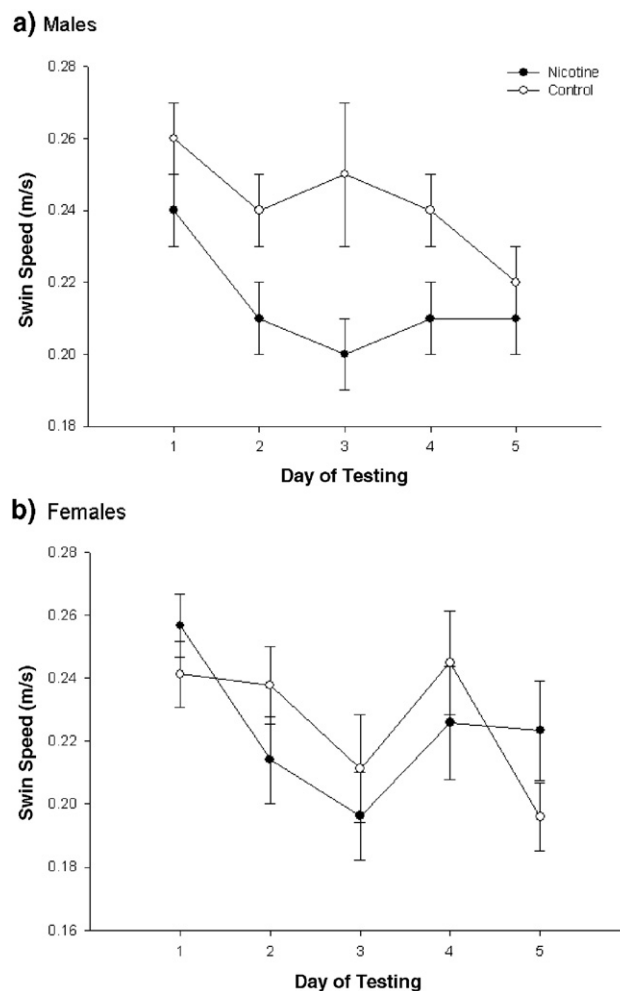 a) Males
0.28
0.26
0.24
0.22
0.20
0.18
Swin Speed (m/s)
Nicotine
Control
1 2 3 4 5
Day of Testing
b) Females
0.28
0.26
0.24
0.22
0.20
0.18
0.16
Swin Speed (m/s)
1 2 3 4 5
Day of Testing